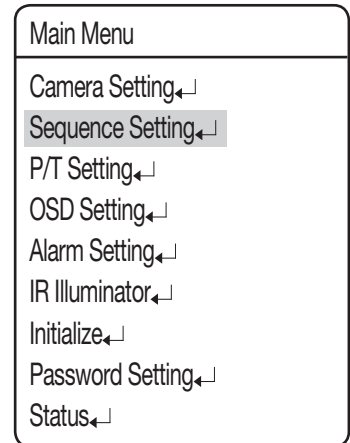 Main Menu
Camera Setting↵
Sequence Setting↵
P/T Setting↵
OSD Setting↵
Alarm Setting↵
IR Illuminator↵
Initialize↵
Password Setting↵
Status↵